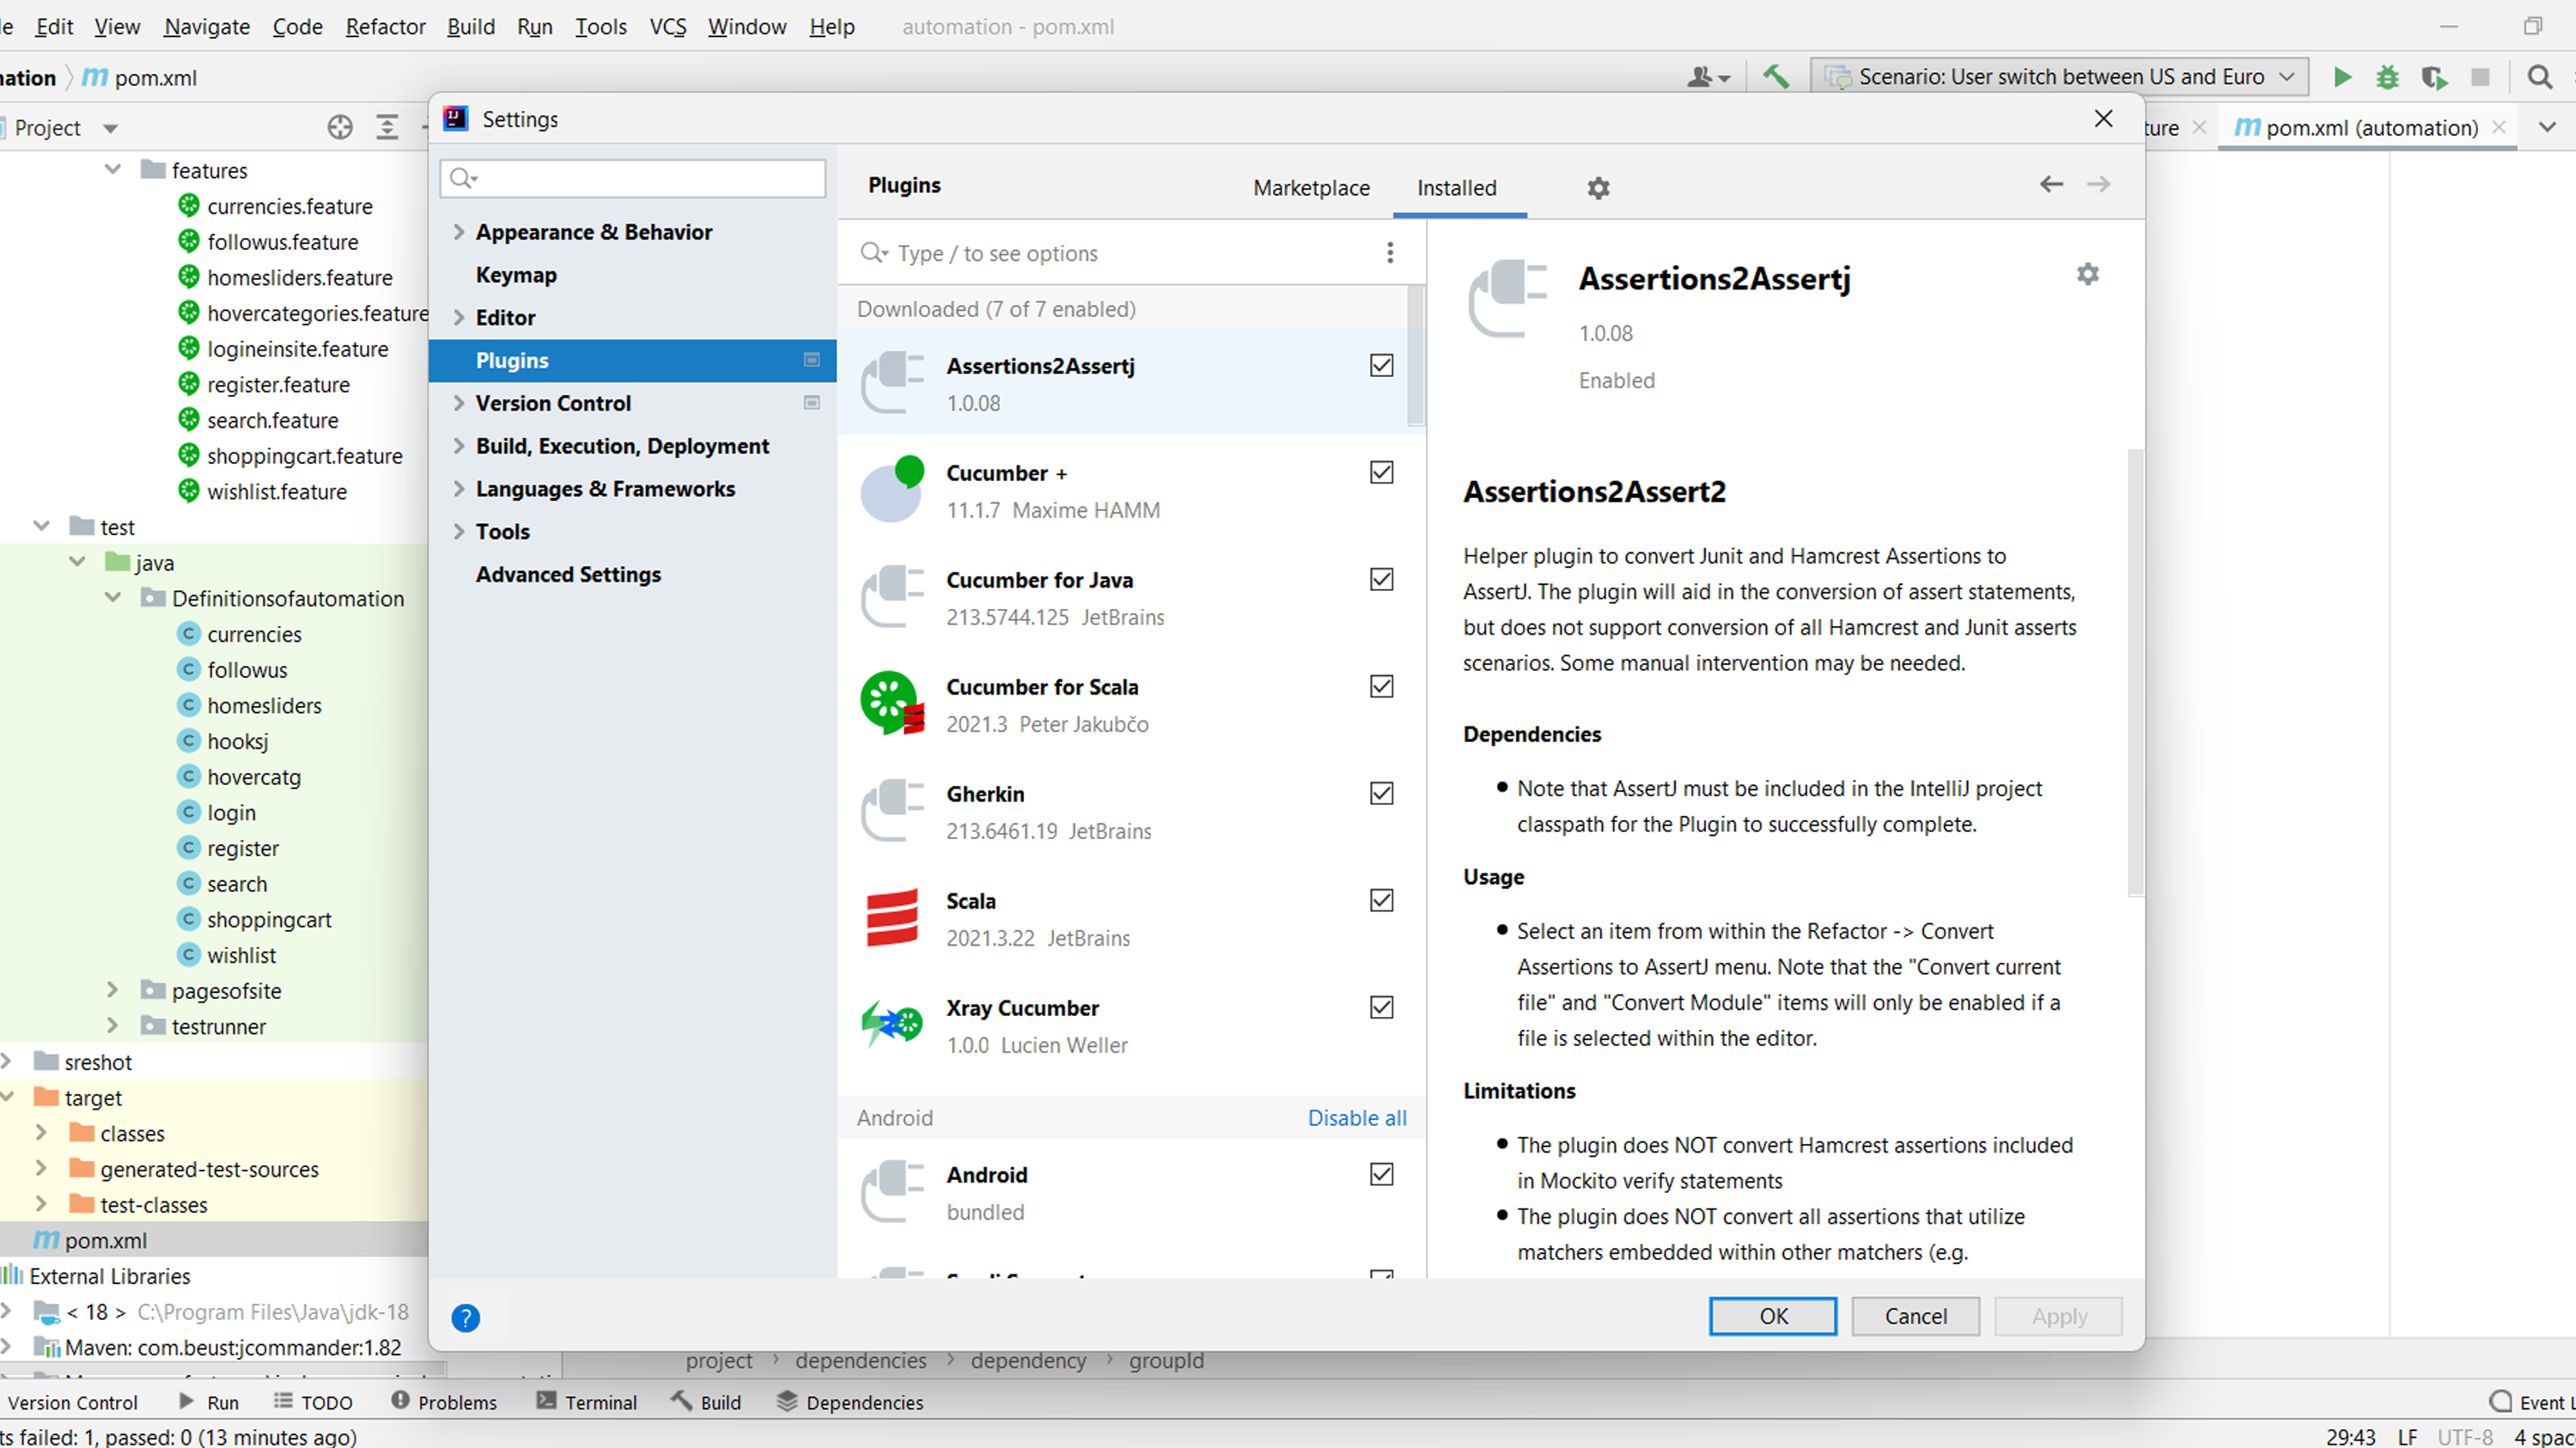 Edit View Navigate Code Refactor Build Run Tools VCS Window Help automation - pom.xml
pom.xml
Scenario: User switch between US and Euro
Project
pom.xml (automation)
Settings
features
currencies.feature
followus.feature
homesliders.feature
hovercategories.feature
logineinsite.feature
register.feature
search.feature
shoppingcart.feature
wishlist.feature
test
java
Definitionsofautomation
currencies
followus
homesliders
hooksj
hovercatg
login
register
search
shoppingcart
wishlist
pagesofsite
testrunner
sreshot
target
classes
generated-test-sources
test-classes
pom.xml
External Libraries
< 18 > C:\Program Files\Java\jdk-18
Maven: com.beust:jcommander:1.82
Appearance & Behavior
Keymap
Editor
Plugins
Version Control
Build, Execution, Deployment
Languages & Frameworks
Tools
Advanced Settings
Plugins Marketplace Installed
Type / to see options
Downloaded (7 of 7 enabled)
Assertions2Assertj
1.0.08
Cucumber +
11.1.7 Maxime HAMM
Cucumber for Java
213.5744.125 JetBrains
Cucumber for Scala
2021.3 Peter Jakubčo
Gherkin
213.6461.19 JetBrains
Scala
2021.3.22 JetBrains
Xray Cucumber
1.0.0 Lucien Weller
Android Disable all
Android
bundled
Assertions2Assertj
1.0.08
Enabled
Assertions2Assert2
Helper plugin to convert Junit and Hamcrest Assertions to
AssertJ. The plugin will aid in the conversion of assert statements,
but does not support conversion of all Hamcrest and Junit asserts
scenarios. Some manual intervention may be needed.
Dependencies
Note that AssertJ must be included in the IntelliJ project
classpath for the Plugin to successfully complete.
Usage
Select an item from within the Refactor -> Convert
Assertions to AssertJ menu. Note that the "Convert current
file" and "Convert Module" items will only be enabled if a
file is selected within the editor.
Limitations
The plugin does NOT convert Hamcrest assertions included
in Mockito verify statements
The plugin does NOT convert all assertions that utilize
matchers embedded within other matchers (e.g.
? OK Cancel Apply
project › dependencies › dependency › groupId
Version Control Run TODO Problems Terminal Build Dependencies Event
failed: 1, passed: 0 (13 minutes ago) 29:43 LF UTF-8 4